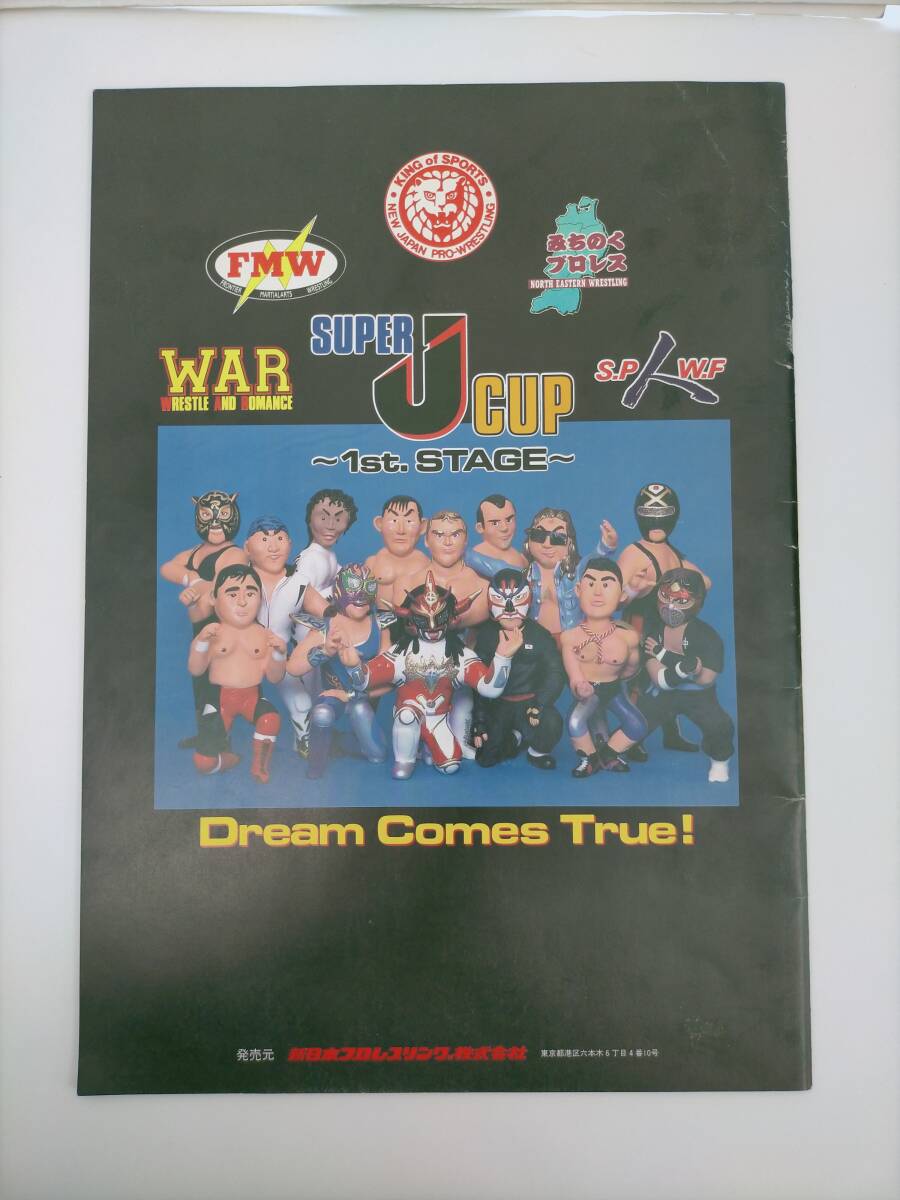 KING of SPORTS
NEW JAPAN PRO-WRESTLING
FMW
FRONTIER MARTIALARTS WRESTLING
みちのく
プロレス
NORTH EASTERN WRESTLING
WAR
WRESTLE AND ROMANCE
SUPER J CUP
S.P人W.F
~1st. STAGE~
Dream Comes True!
発売元 新日本プロレスリング株式会社 東京都港区六本木6丁目4番10号